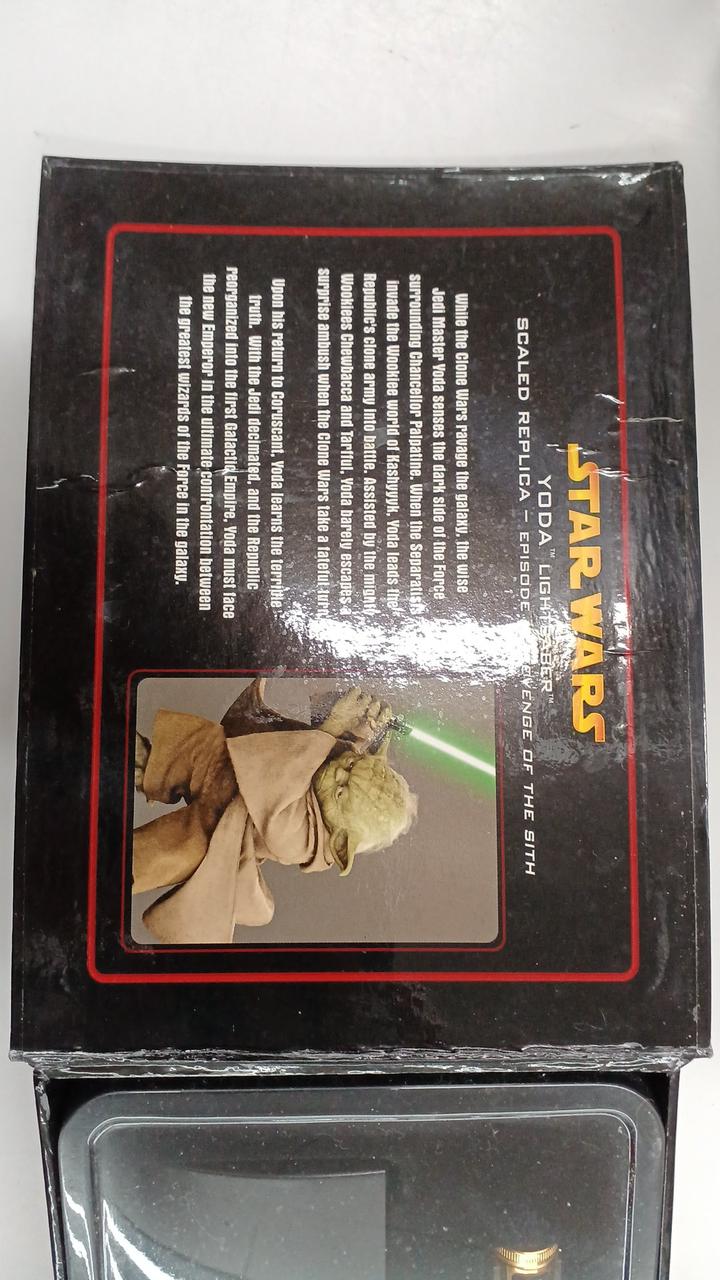 STAR WARS
YODA™ LIGHTSABER™
SCALED REPLICA – EPISODE REVENGE OF THE SITH
While the Clone Wars ravage the galaxy, the wise
Jedi Master Yoda senses the dark side of the Force
surrounding Chancellor Palpatine. When the Separatists
invade the Wookiee world of Kashyyyk, Yoda leads the
Republic's clone army into battle. Assisted by the mighty
Wookiees Chewbacca and Tarfful, Yoda barely escapes a
surprise ambush when the Clone Wars take a fateful turn.
Upon his return to Coruscant, Yoda learns the terrible
truth. With the Jedi decimated, and the Republic
reorganized into the first Galactic Empire, Yoda must face
the new Emperor in the ultimate confrontation between
the greatest wizards of the Force in the galaxy.